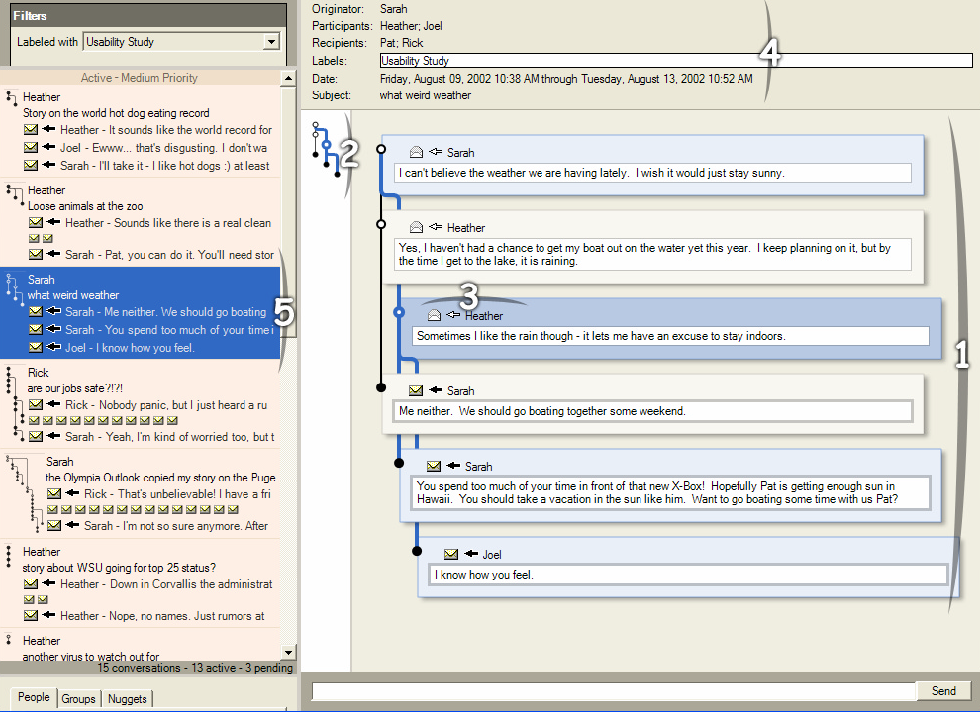 Filters
Labeled with Usability Study
Active - Medium Priority
Heather
Story on the world hot dog eating record
Heather - It sounds like the world record for
Joel - Ewww... that's disgusting. I don't wa
Sarah - I'll take it - I like hot dogs :) at least
Heather
Loose animals at the zoo
Heather - Sounds like there is a real clean
Sarah - Pat, you can do it. You'll need stor
Sarah
what weird weather
Sarah - Me neither. We should go boating
Sarah - You spend too much of your time i
Joel - I know how you feel.
5
Rick
are our jobs safe?!?!
Rick - Nobody panic, but I just heard a ru
Sarah - Yeah, I'm kind of worried too, but t
Sarah
the Olympia Outlook copied my story on the Puge
Rick - That's unbelievable! I have a fri
Sarah - I'm not so sure anymore. After
Heather
story about WSU going for top 25 status?
Heather - Down in Corvallis the administrat
Heather - Nope, no names. Just rumors at
Heather
another virus to watch out for
15 conversations - 13 active - 3 pending
People Groups Nuggets
Originator: Sarah
Participants: Heather; Joel
Recipients: Pat; Rick
Labels: Usability Study
Date: Friday, August 09, 2002 10:38 AM through Tuesday, August 13, 2002 10:52 AM
Subject: what weird weather
4
2
Sarah
I can't believe the weather we are having lately. I wish it would just stay sunny.
Heather
Yes, I haven't had a chance to get my boat out on the water yet this year. I keep planning on it, but by
the time I get to the lake, it is raining.
3
Heather
Sometimes I like the rain though - it lets me have an excuse to stay indoors.
1
Sarah
Me neither. We should go boating together some weekend.
Sarah
You spend too much of your time in front of that new X-Box! Hopefully Pat is getting enough sun in
Hawaii. You should take a vacation in the sun like him. Want to go boating some time with us Pat?
Joel
I know how you feel.
Send